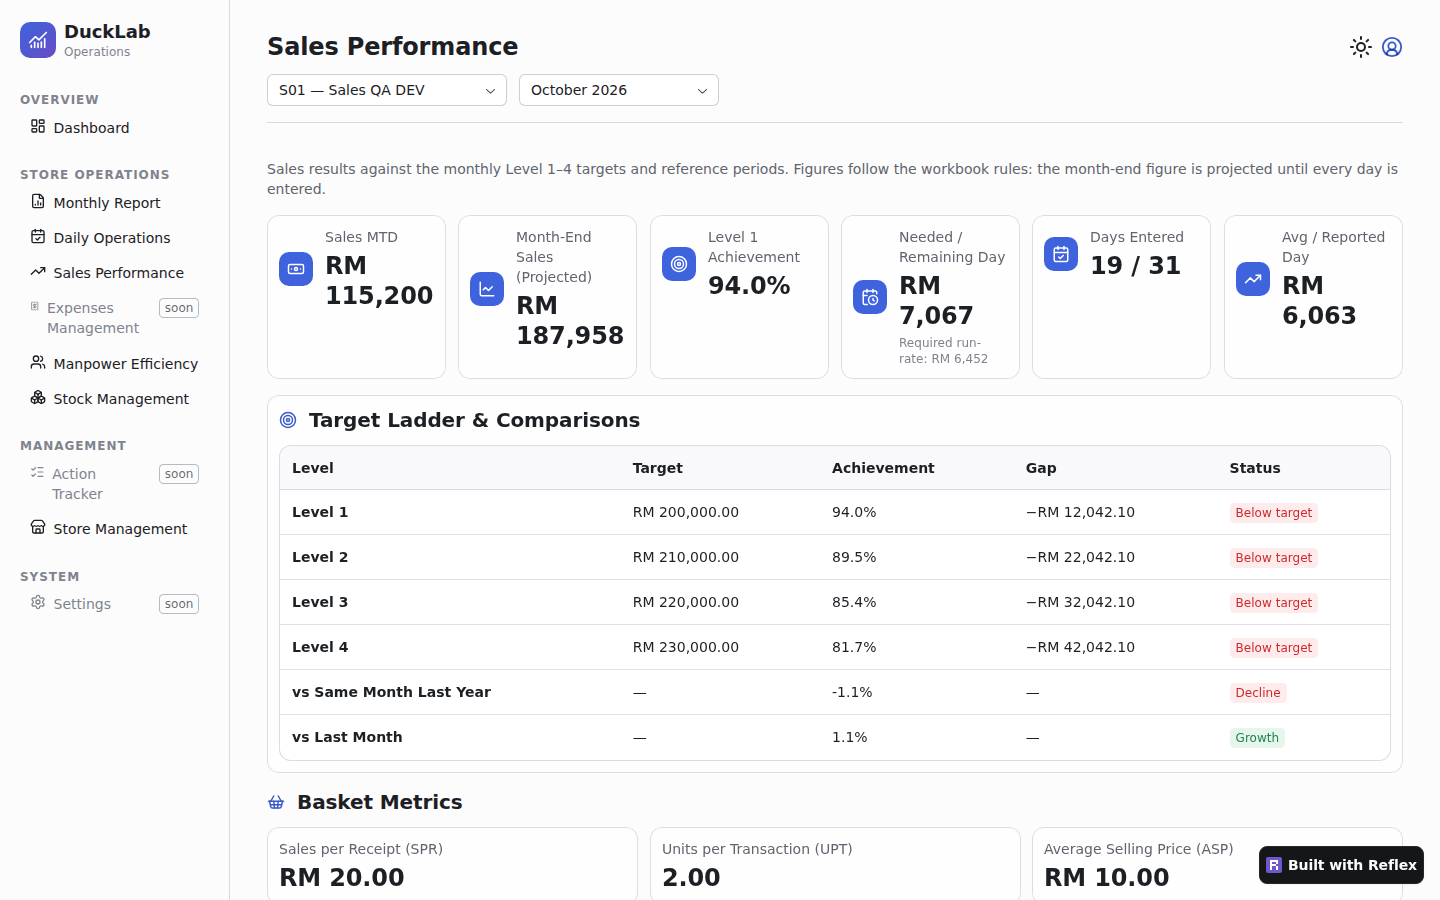 DuckLab
Operations
OVERVIEW
Dashboard
STORE OPERATIONS
Monthly Report
Daily Operations
Sales Performance
Expenses
Management
soon
Manpower Efficiency
Stock Management
MANAGEMENT
Action
Tracker
soon
Store Management
SYSTEM
Settings
soon
Sales Performance
S01 — Sales QA DEV
October 2026
Sales results against the monthly Level 1–4 targets and reference periods. Figures follow the workbook rules: the month-end figure is projected until every day is
entered.
Sales MTD
RM
115,200
Month-End
Sales
(Projected)
RM
187,958
Level 1
Achievement
94.0%
Needed /
Remaining Day
RM
7,067
Required run-
rate: RM 6,452
Days Entered
19 / 31
Avg / Reported
Day
RM
6,063
Target Ladder & Comparisons
Level Target Achievement Gap Status
Level 1 RM 200,000.00 94.0% −RM 12,042.10 Below target
Level 2 RM 210,000.00 89.5% −RM 22,042.10 Below target
Level 3 RM 220,000.00 85.4% −RM 32,042.10 Below target
Level 4 RM 230,000.00 81.7% −RM 42,042.10 Below target
vs Same Month Last Year — -1.1% — Decline
vs Last Month — 1.1% — Growth
Basket Metrics
Sales per Receipt (SPR)
RM 20.00
Units per Transaction (UPT)
2.00
Average Selling Price (ASP)
RM 10.00
Built with Reflex